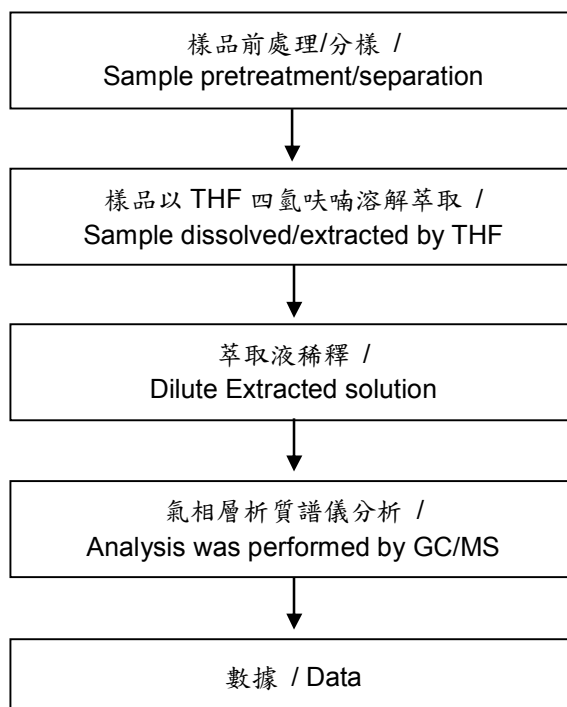 樣品前處理/分樣 /
Sample pretreatment/separation
樣品以 THF 四氫呋喃溶解萃取 /
Sample dissolved/extracted by THF
萃取液稀釋 /
Dilute Extracted solution
氣相層析質譜儀分析 /
Analysis was performed by GC/MS
數據 / Data